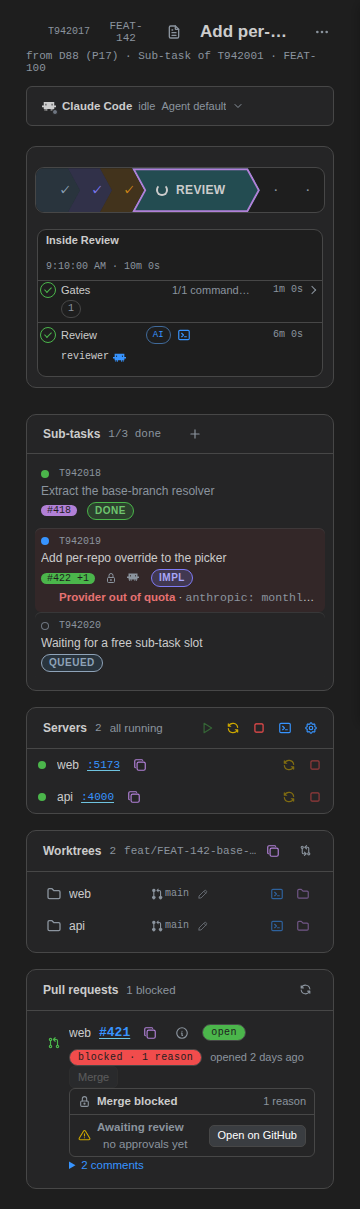 T942017 FEAT-142 Add per-…
from D88 (P17) · Sub-task of T942001 · FEAT-100
Claude Code idle Agent default
REVIEW
Inside Review
9:10:00 AM · 10m 0s
Gates 1/1 command… 1m 0s
1
Review AI 6m 0s
reviewer
Sub-tasks 1/3 done
T942018
Extract the base-branch resolver
#418 DONE
T942019
Add per-repo override to the picker
#422 +1 IMPL
Provider out of quota · anthropic: monthl…
T942020
Waiting for a free sub-task slot
QUEUED
Servers 2 all running
web :5173
api :4000
Worktrees 2 feat/FEAT-142-base-…
web main
api main
Pull requests 1 blocked
web #421 open
blocked · 1 reason opened 2 days ago
Merge
Merge blocked 1 reason
Awaiting review
no approvals yet
Open on GitHub
2 comments